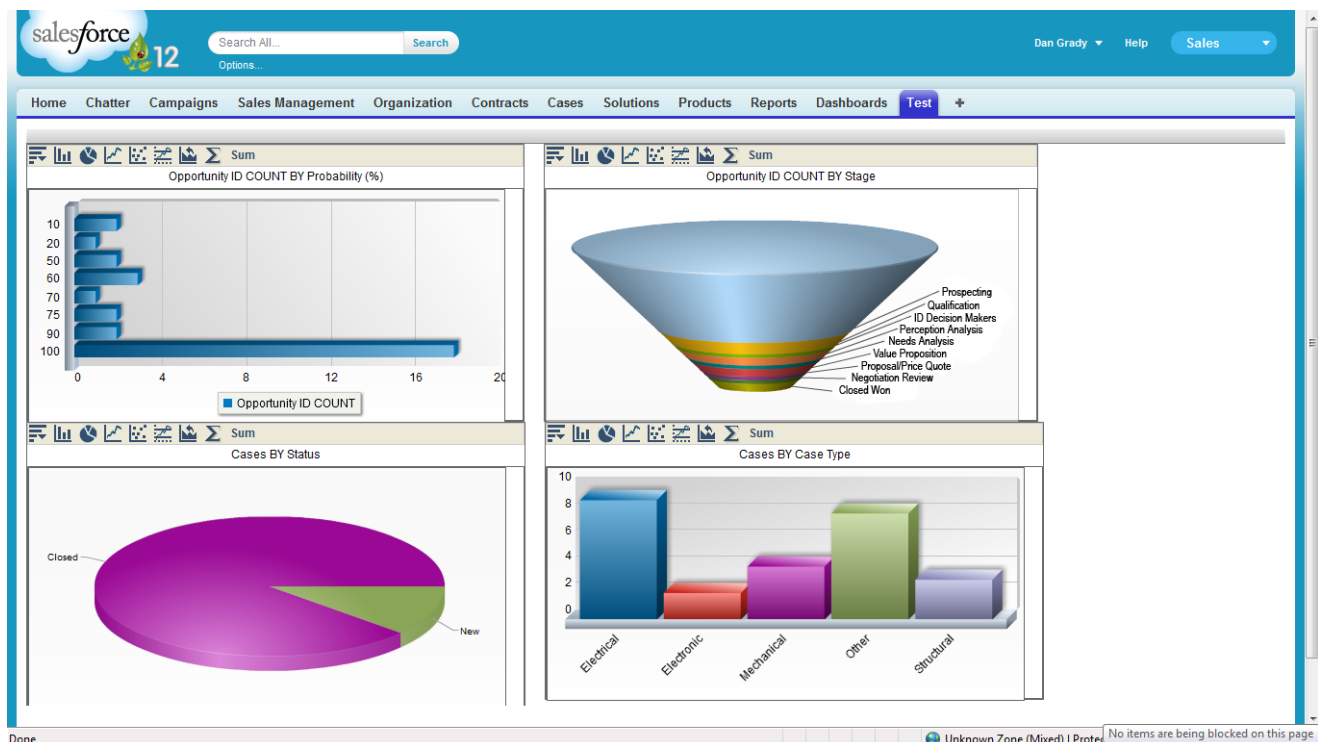 salesforce
12
Search All...
Search
Options...
Dan Grady
Help
Sales
Home Chatter Campaigns Sales Management Organization Contracts Cases Solutions Products Reports Dashboards Test +
Sum
Opportunity ID COUNT BY Probability (%)
10
20
50
60
70
75
90
100
0 4 8 12 16 20
Opportunity ID COUNT
Sum
Opportunity ID COUNT BY Stage
Prospecting
Qualification
ID Decision Makers
Perception Analysis
Needs Analysis
Value Proposition
Proposal/Price Quote
Negotiation Review
Closed Won
Sum
Cases BY Status
Closed
New
Sum
Cases BY Case Type
10
8
6
4
2
0
Electrical Electronic Mechanical Other Structural
Done
Unknown Zone (Mixed) | Protec
No items are being blocked on this page